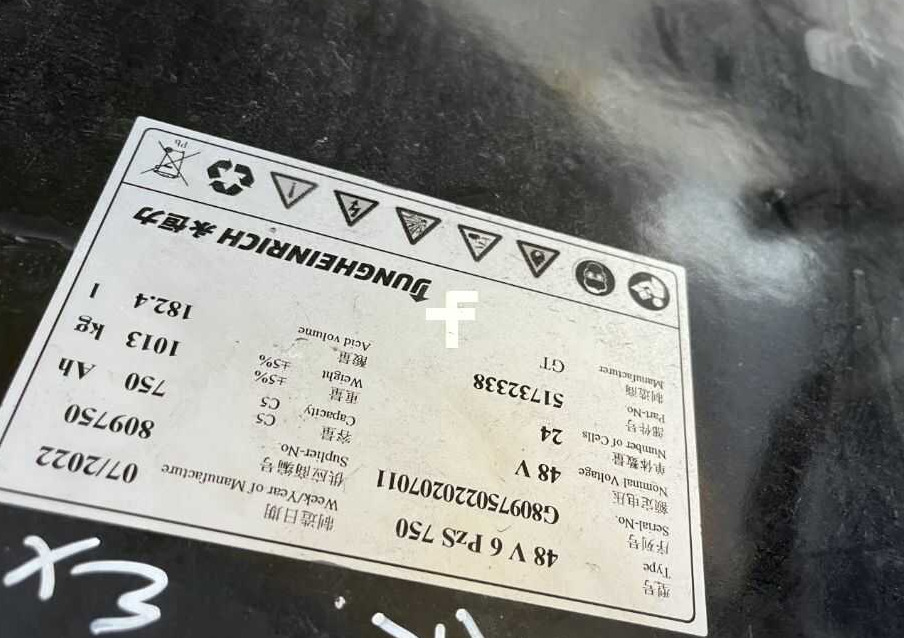 型号 48 V 6 PzS 750
Type
序列号 G80975022020207011 制造日期 07/2022
Serial-No. Week/Year of Manufacture
额定电压 48 V 供应商编号 809750
Nominal Voltage Suplier-No
单体数量 24 容量 C5 750 Ah
Number of Cells Capacity C5
部件号 51732338 重量 ±5% 1013 kg
Part-No Weight ±5%
制造商 GT 酸量 182.4 l
Manufacturer Acid volume
JUNGHEINRICH 永恒力
Pb